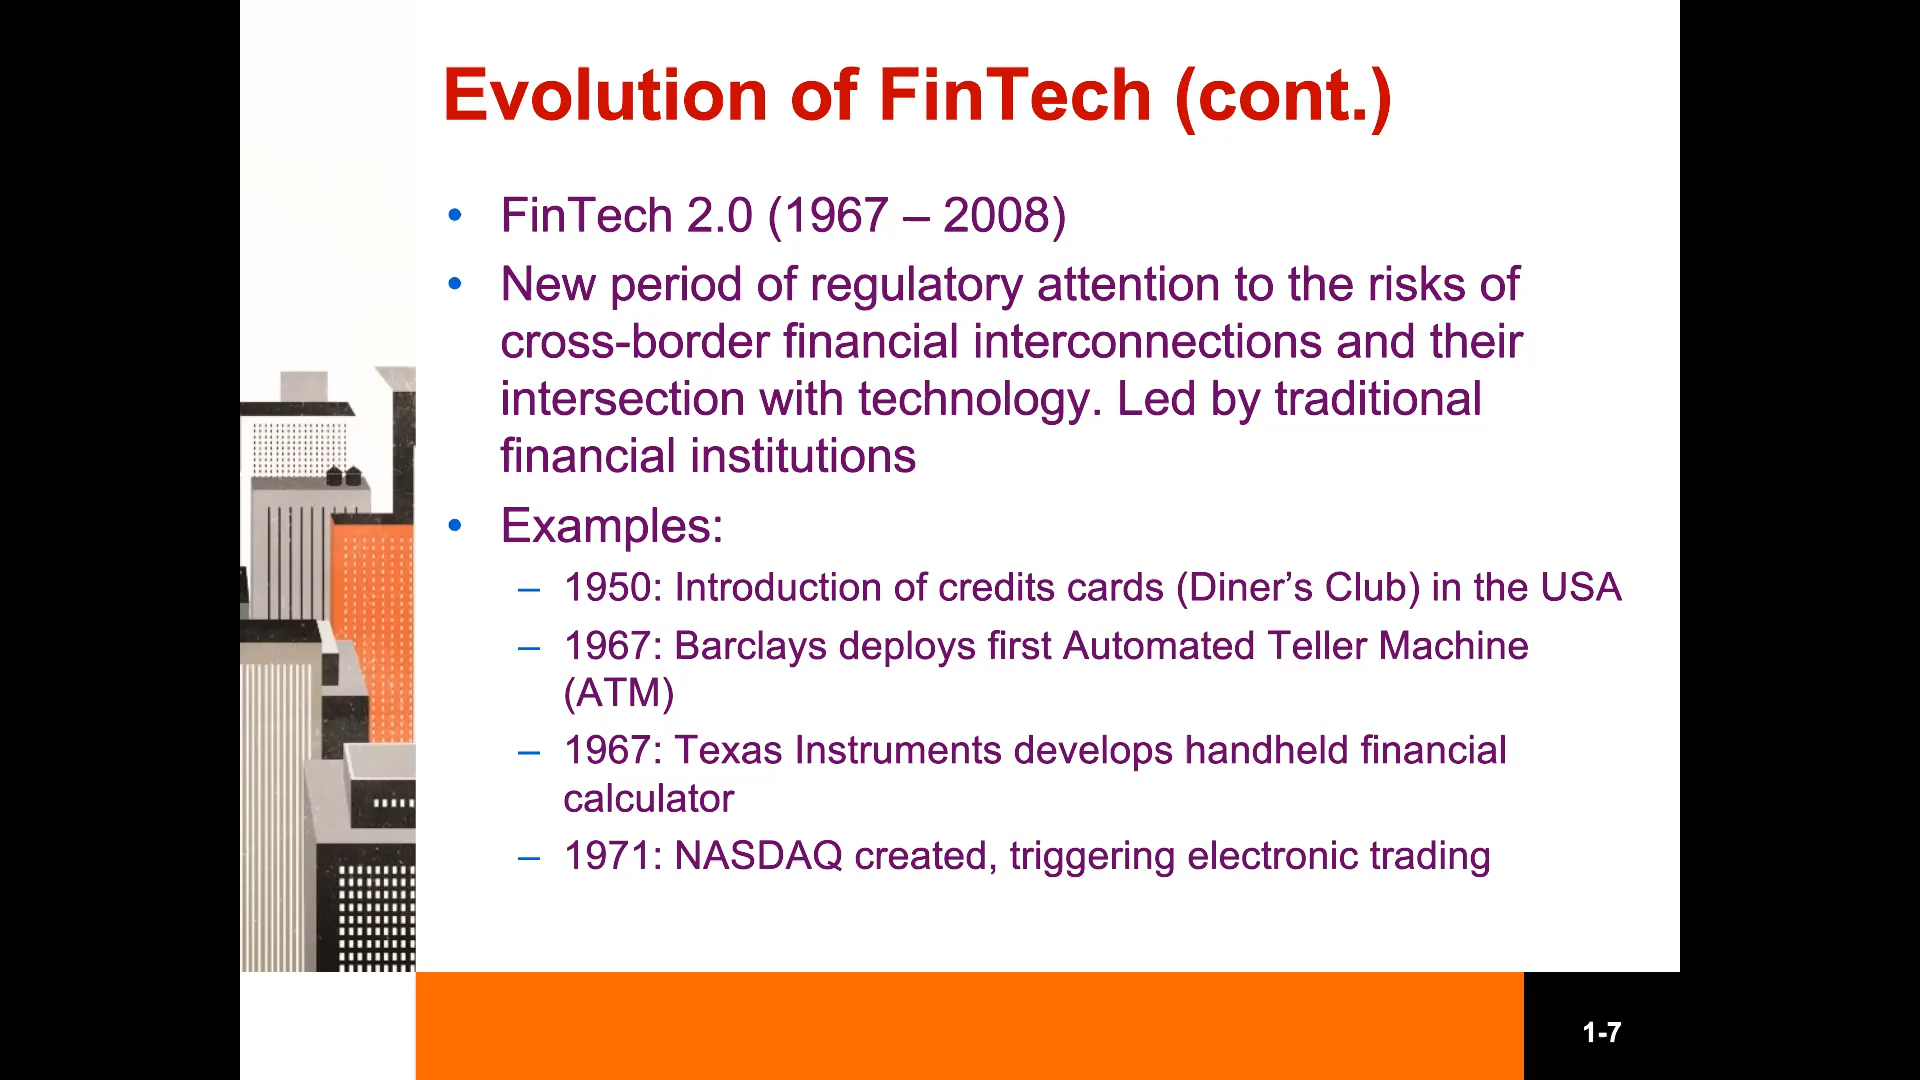 Evolution of FinTech (cont.)
• FinTech 2.0 (1967 – 2008)
• New period of regulatory attention to the risks of
cross-border financial interconnections and their
intersection with technology. Led by traditional
financial institutions
• Examples:
– 1950: Introduction of credits cards (Diner’s Club) in the USA
– 1967: Barclays deploys first Automated Teller Machine
(ATM)
– 1967: Texas Instruments develops handheld financial
calculator
– 1971: NASDAQ created, triggering electronic trading
1-7